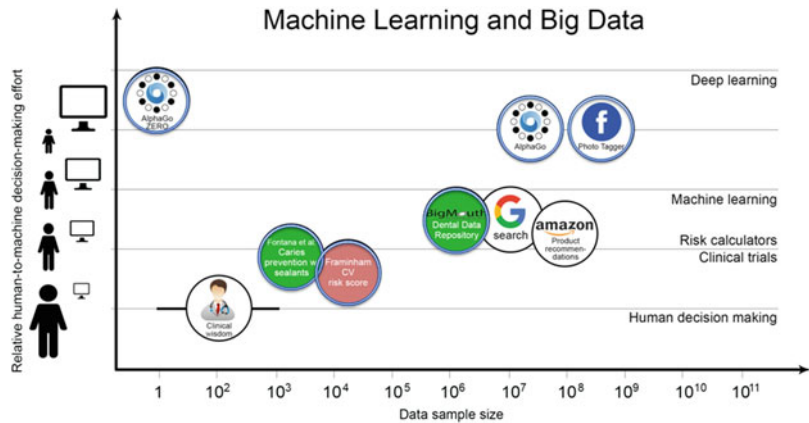 Machine Learning and Big Data
Relative human-to-machine decision-making effort
Deep learning
AlphaGo
ZERO
AlphaGo
f
Photo Tagger
Machine learning
BigMouth
Dental Data
Repository
G
search
amazon
Product
recommen-
dations
Risk calculators
Clinical trials
Fontana et al.
Caries
prevention w
sealants
Framinham
CV
risk score
Clinical
wisdom
Human decision making
1
10²
10³
10⁴
10⁵
10⁶
10⁷
10⁸
10⁹
10¹⁰
10¹¹
Data sample size